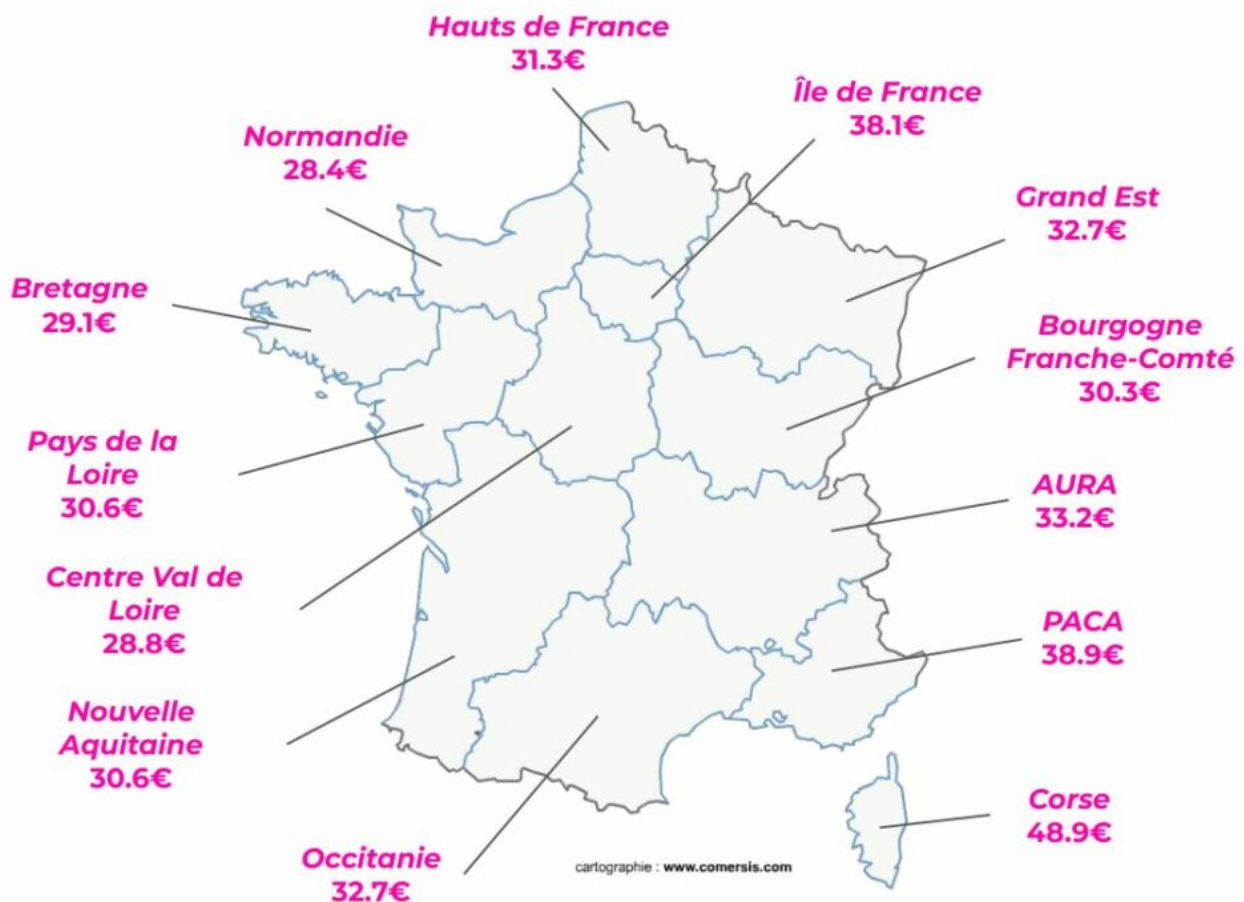 Hauts de France
31.3€
Île de France
38.1€
Normandie
28.4€
Grand Est
32.7€
Bretagne
29.1€
Bourgogne
Franche-Comté
30.3€
Pays de la
Loire
30.6€
AURA
33.2€
Centre Val de
Loire
28.8€
PACA
38.9€
Nouvelle
Aquitaine
30.6€
Corse
48.9€
Occitanie
32.7€
cartographie : www.comersis.com